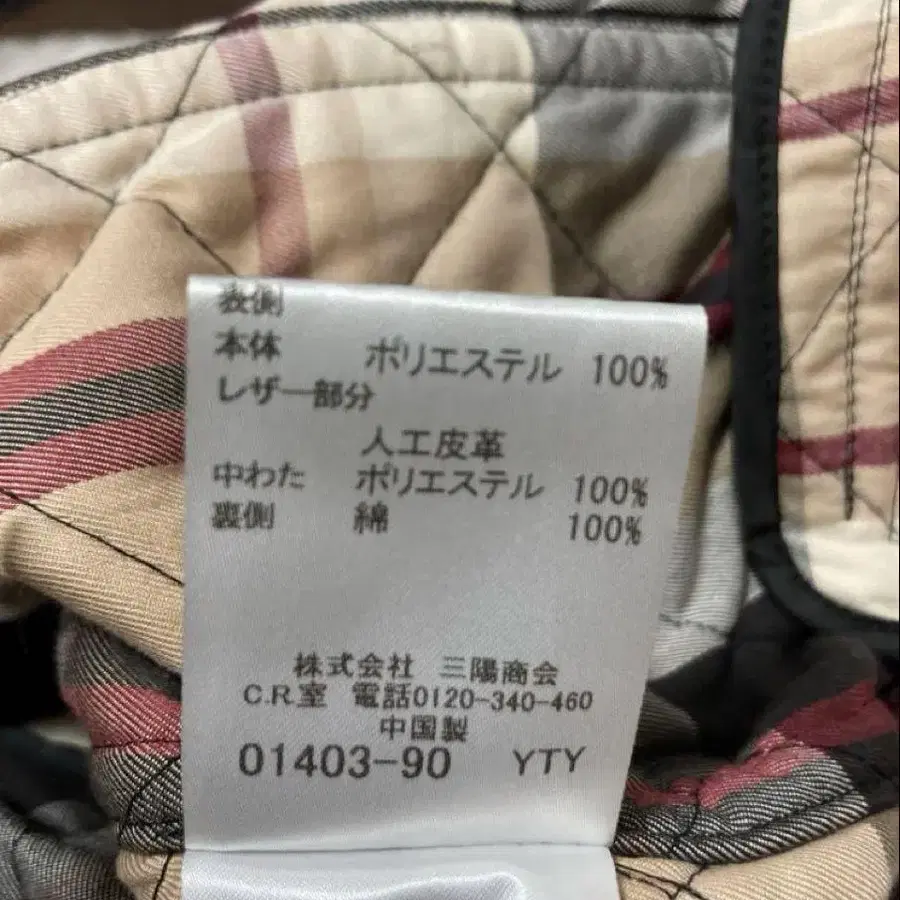 表側
本体 ポリエステル 100%
レザー部分
人工皮革
中わた ポリエステル 100%
裏側 綿 100%
株式会社 三陽商会
C.R.室 電話0120-340-460
中国製
01403-90 YTY